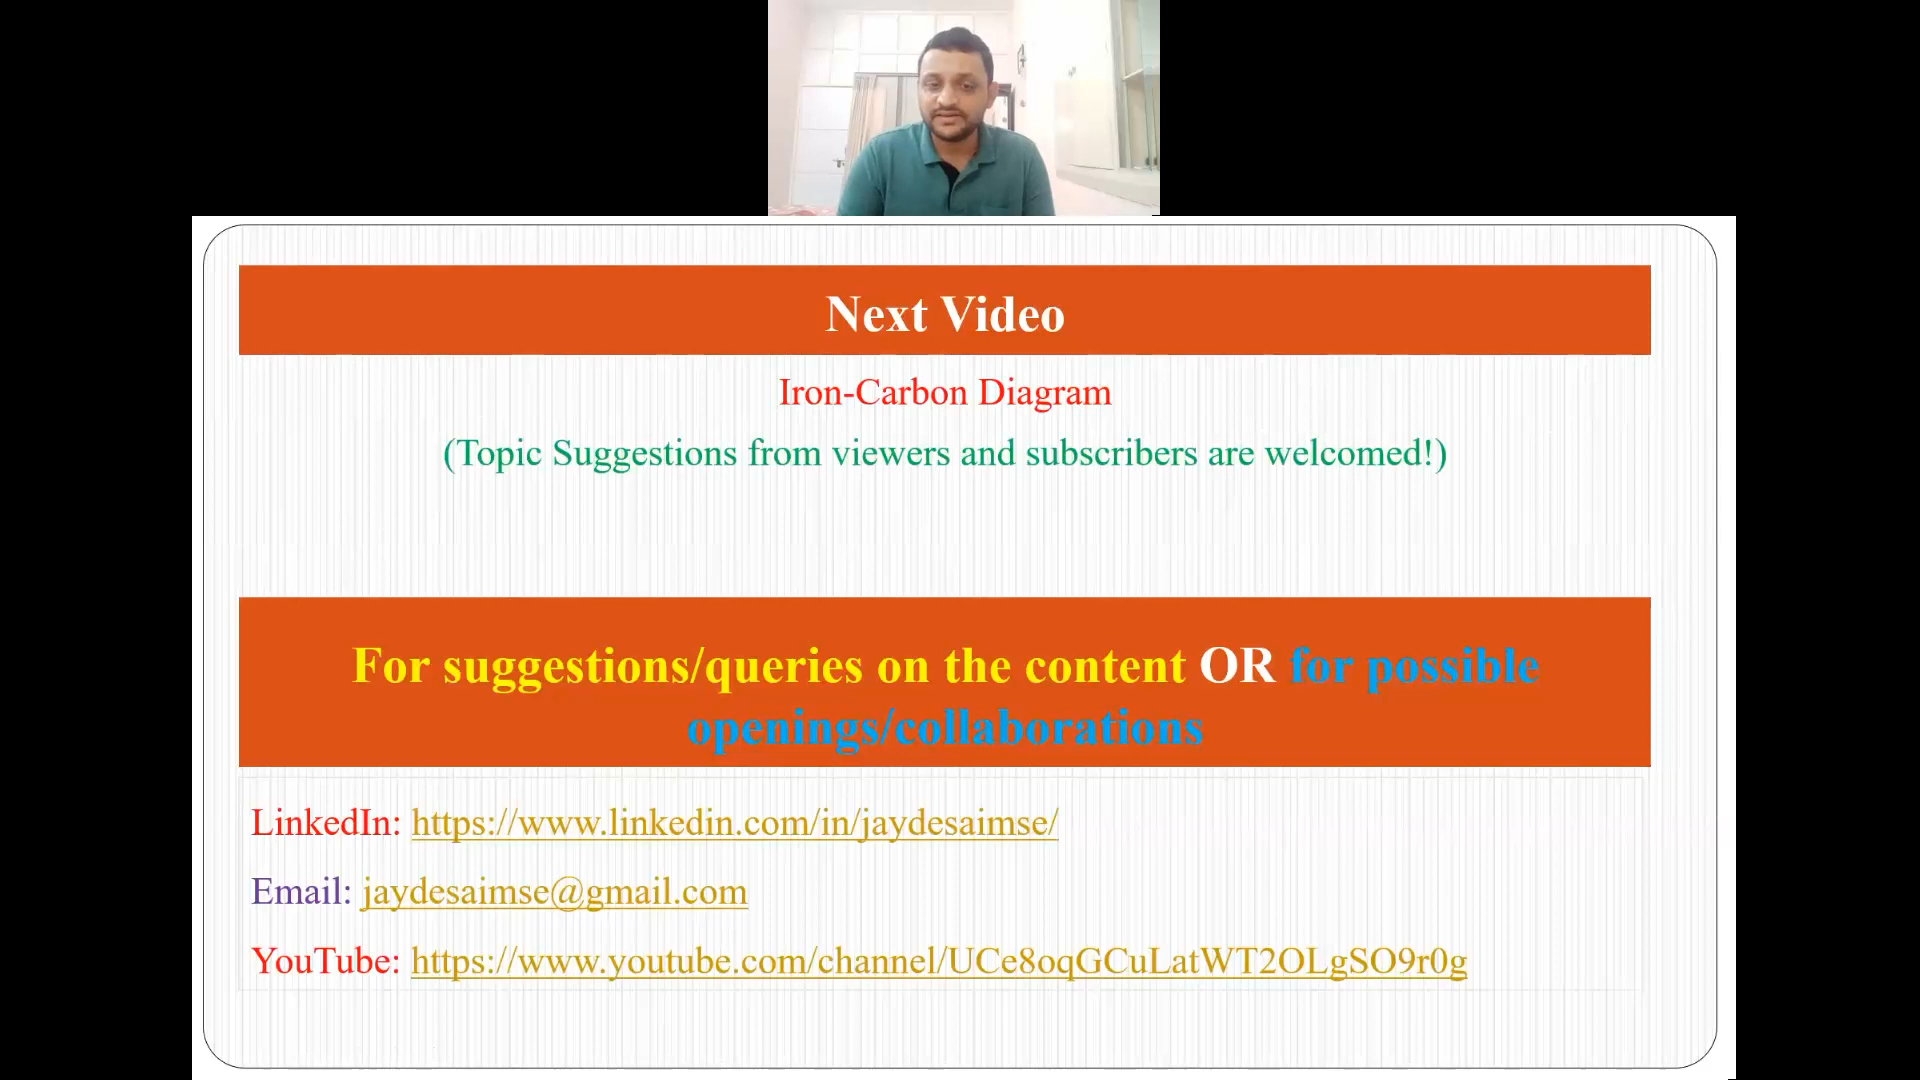 Next Video
Iron-Carbon Diagram
(Topic Suggestions from viewers and subscribers are welcomed!)
For suggestions/queries on the content OR for possible
openings/collaborations
LinkedIn: https://www.linkedin.com/in/jaydesaimse/
Email: jaydesaimse@gmail.com
YouTube: https://www.youtube.com/channel/UCe8oqGCuLatWT2OLgSO9r0g